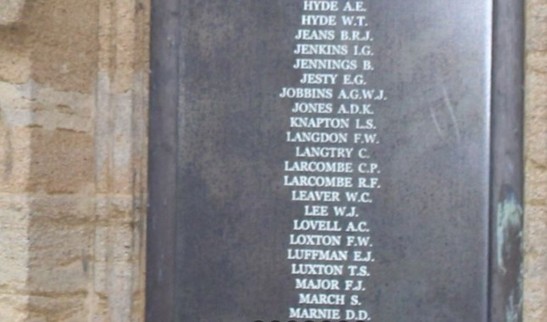 HYDE A.E.
HYDE W.T.
JEANS B.R.J.
JENKINS I.G.
JENNINGS B.
JESTY E.G.
JOBBINS A.G.W.J.
JONES A.D.K.
KNAPTON L.S.
LANGDON F.W.
LANGTRY C.
LARCOMBE C.P.
LARCOMBE R.F.
LEAVER W.C.
LEE W.J.
LOVELL A.C.
LOXTON F.W.
LUFFMAN E.J.
LUXTON T.S.
MAJOR F.J.
MARCH S.
MARNIE D.D.